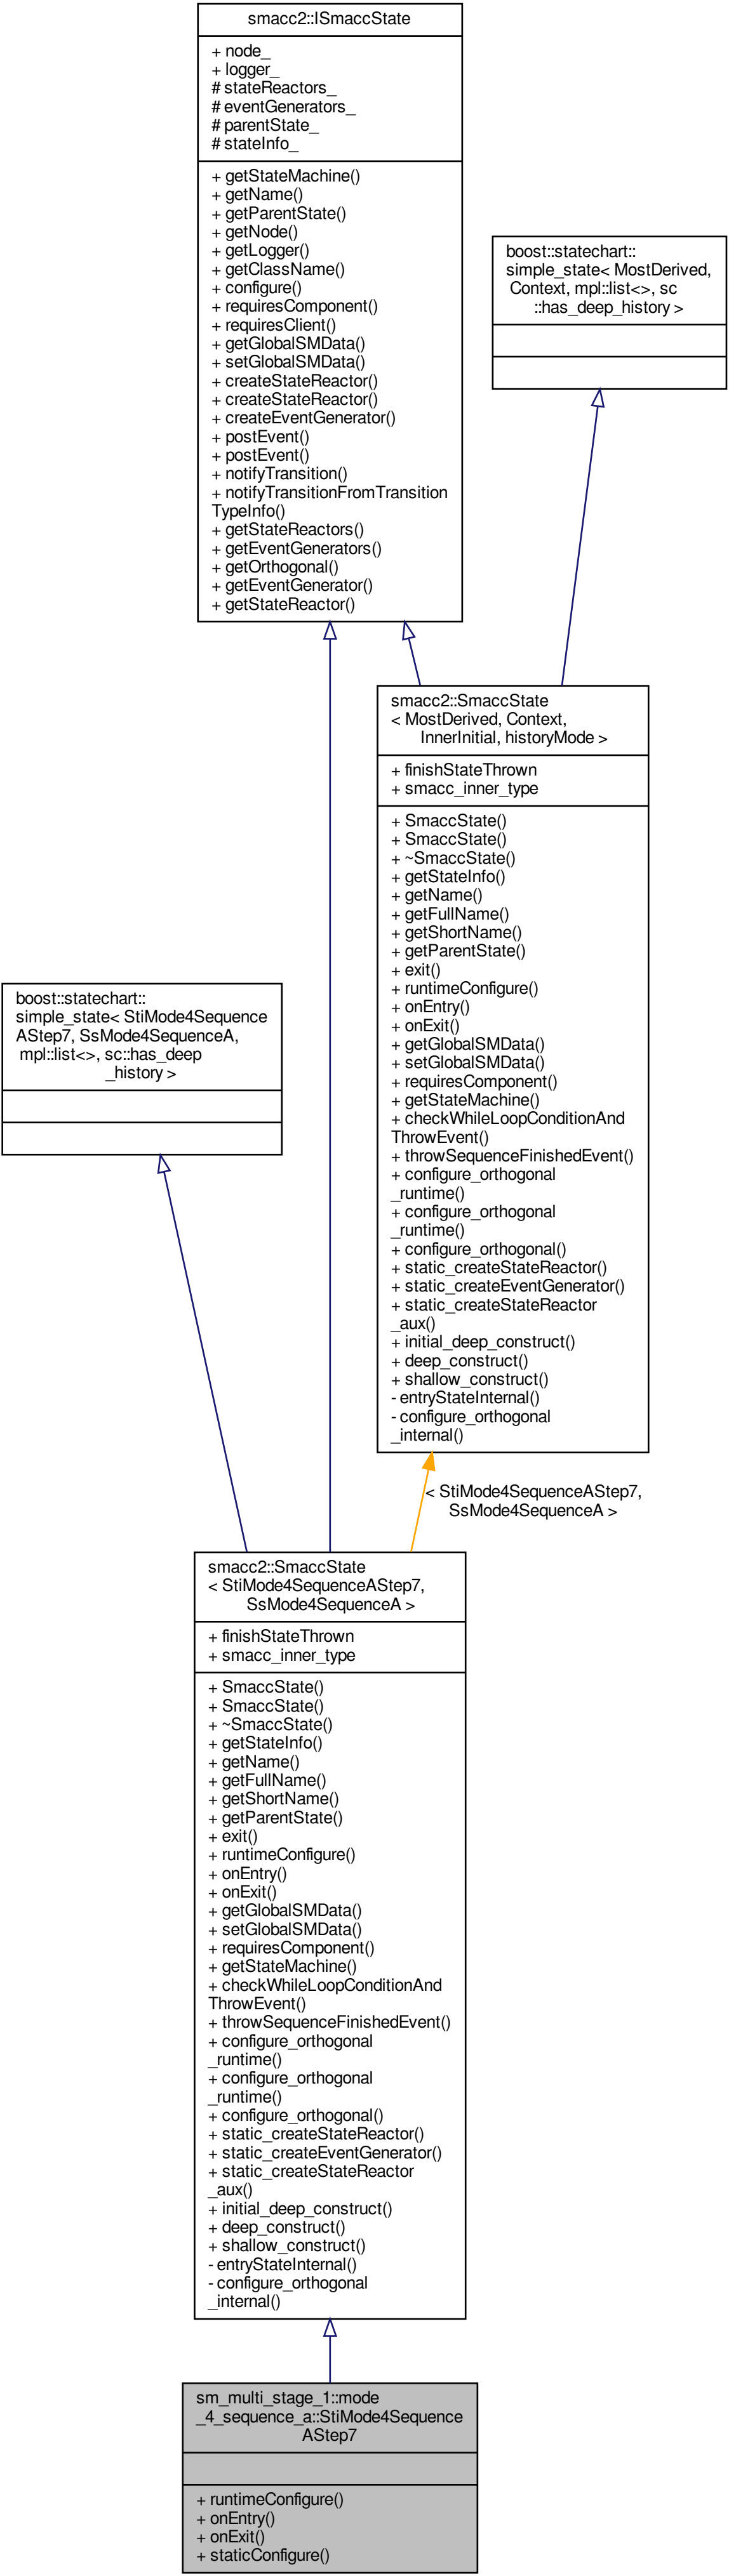 smacc2::ISmaccState
+ node_
+ logger_
# stateReactors_
# eventGenerators_
# parentState_
# stateInfo_
+ getStateMachine()
+ getName()
+ getParentState()
+ getNode()
+ getLogger()
+ getClassName()
+ configure()
+ requiresComponent()
+ requiresClient()
+ getGlobalSMData()
+ setGlobalSMData()
+ createStateReactor()
+ createStateReactor()
+ createEventGenerator()
+ postEvent()
+ postEvent()
+ notifyTransition()
+ notifyTransitionFromTransition
TypeInfo()
+ getStateReactors()
+ getEventGenerators()
+ getOrthogonal()
+ getEventGenerator()
+ getStateReactor()
boost::statechart::
simple_state< MostDerived,
Context, mpl::list<>, sc
::has_deep_history >
smacc2::SmaccState
< MostDerived, Context,
InnerInitial, historyMode >
+ finishStateThrown
+ smacc_inner_type
+ SmaccState()
+ SmaccState()
+ ~SmaccState()
+ getStateInfo()
+ getName()
+ getFullName()
+ getShortName()
+ getParentState()
+ exit()
+ runtimeConfigure()
+ onEntry()
+ onExit()
+ getGlobalSMData()
+ setGlobalSMData()
+ requiresComponent()
+ getStateMachine()
+ checkWhileLoopConditionAnd
ThrowEvent()
+ throwSequenceFinishedEvent()
+ configure_orthogonal
_runtime()
+ configure_orthogonal
_runtime()
+ configure_orthogonal()
+ static_createStateReactor()
+ static_createEventGenerator()
+ static_createStateReactor
_aux()
+ initial_deep_construct()
+ deep_construct()
+ shallow_construct()
- entryStateInternal()
- configure_orthogonal
_internal()
boost::statechart::
simple_state< StiMode4Sequence
AStep7, SsMode4SequenceA,
mpl::list<>, sc::has_deep
_history >
< StiMode4SequenceAStep7,
SsMode4SequenceA >
smacc2::SmaccState
< StiMode4SequenceAStep7,
SsMode4SequenceA >
+ finishStateThrown
+ smacc_inner_type
+ SmaccState()
+ SmaccState()
+ ~SmaccState()
+ getStateInfo()
+ getName()
+ getFullName()
+ getShortName()
+ getParentState()
+ exit()
+ runtimeConfigure()
+ onEntry()
+ onExit()
+ getGlobalSMData()
+ setGlobalSMData()
+ requiresComponent()
+ getStateMachine()
+ checkWhileLoopConditionAnd
ThrowEvent()
+ throwSequenceFinishedEvent()
+ configure_orthogonal
_runtime()
+ configure_orthogonal
_runtime()
+ configure_orthogonal()
+ static_createStateReactor()
+ static_createEventGenerator()
+ static_createStateReactor
_aux()
+ initial_deep_construct()
+ deep_construct()
+ shallow_construct()
- entryStateInternal()
- configure_orthogonal
_internal()
sm_multi_stage_1::mode
_4_sequence_a::StiMode4Sequence
AStep7
+ runtimeConfigure()
+ onEntry()
+ onExit()
+ staticConfigure()